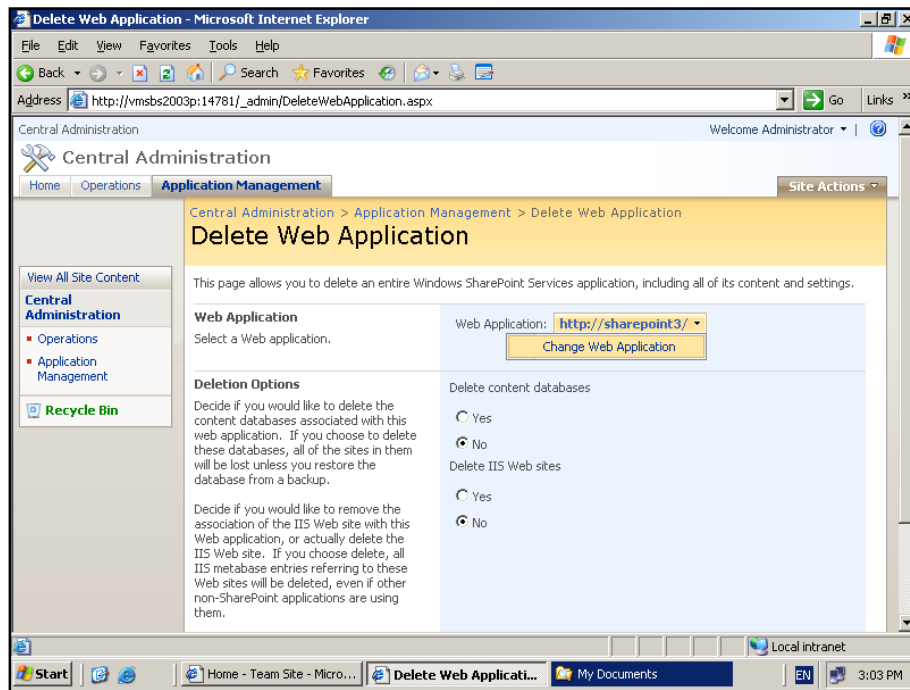 Delete Web Application - Microsoft Internet Explorer
File Edit View Favorites Tools Help
Back Search Favorites
Address http://vmsbs2003p:14781/_admin/DeleteWebApplication.aspx Go Links »
Central Administration Welcome Administrator
Central Administration
Home Operations Application Management Site Actions
Central Administration > Application Management > Delete Web Application
Delete Web Application
View All Site Content
Central
Administration
Operations
Application
Management
Recycle Bin
This page allows you to delete an entire Windows SharePoint Services application, including all of its content and settings.
Web Application
Select a Web application.
Web Application: http://sharepoint3/
Change Web Application
Deletion Options
Decide if you would like to delete the
content databases associated with this
web application. If you choose to delete
these databases, all of the sites in them
will be lost unless you restore the
database from a backup.
Decide if you would like to remove the
association of the IIS Web site with this
Web application, or actually delete the
IIS Web site. If you choose delete, all
IIS metabase entries referring to these
Web sites will be deleted, even if other
non-SharePoint applications are using
them.
Delete content databases
Yes
No
Delete IIS Web sites
Yes
No
Local intranet
Start Home - Team Site - Micro... Delete Web Applicati... My Documents EN 3:03 PM